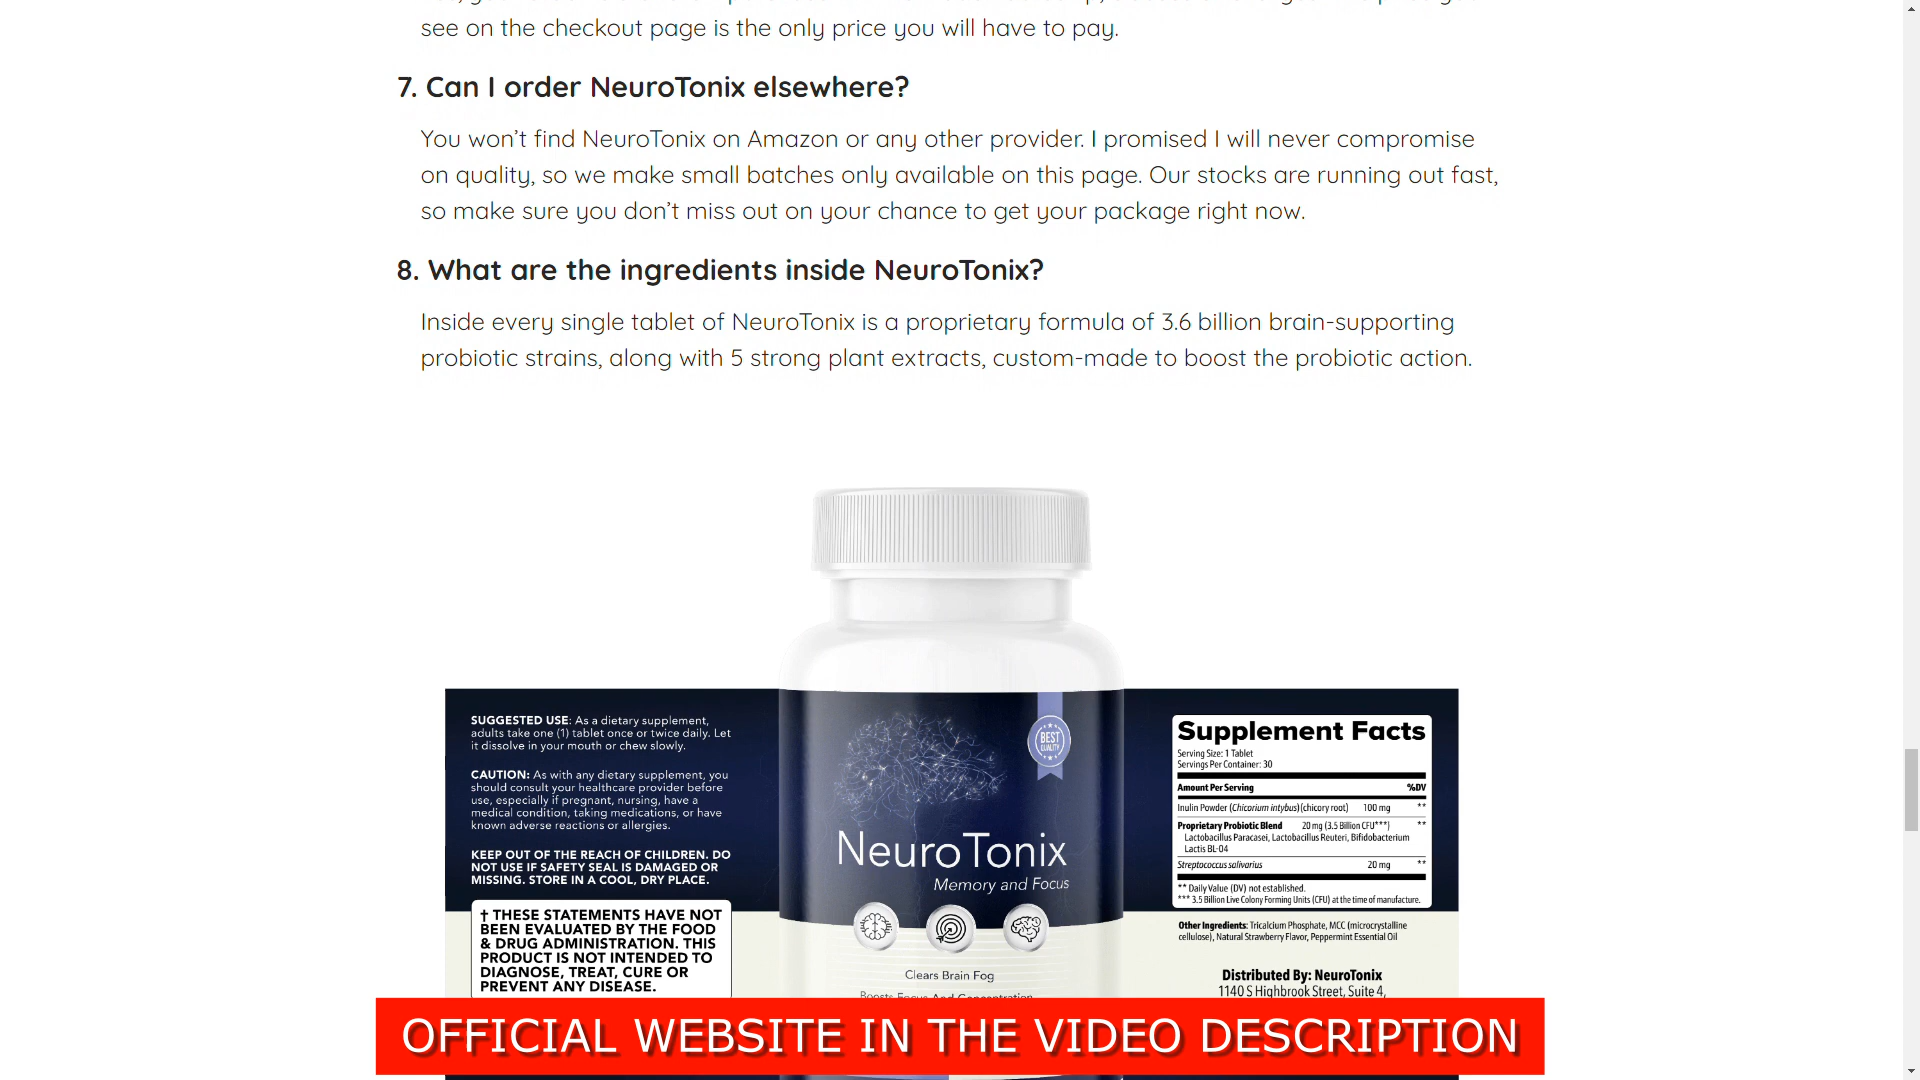 see on the checkout page is the only price you will have to pay.
7. Can I order NeuroTonix elsewhere?
You won’t find NeuroTonix on Amazon or any other provider. I promised I will never compromise
on quality, so we make small batches only available on this page. Our stocks are running out fast,
so make sure you don’t miss out on your chance to get your package right now.
8. What are the ingredients inside NeuroTonix?
Inside every single tablet of NeuroTonix is a proprietary formula of 3.6 billion brain-supporting
probiotic strains, along with 5 strong plant extracts, custom-made to boost the probiotic action.
SUGGESTED USE: As a dietary supplement,
adults take one (1) tablet once or twice daily. Let
it dissolve in your mouth or chew slowly.
CAUTION: As with any dietary supplement, you
should consult your healthcare provider before
use, especially if pregnant, nursing, have a
medical condition, taking medications, or have
known adverse reactions or allergies.
KEEP OUT OF THE REACH OF CHILDREN. DO
NOT USE IF SAFETY SEAL IS DAMAGED OR
MISSING. STORE IN A COOL, DRY PLACE.
† THESE STATEMENTS HAVE NOT
BEEN EVALUATED BY THE FOOD
& DRUG ADMINISTRATION. THIS
PRODUCT IS NOT INTENDED TO
DIAGNOSE, TREAT, CURE OR
PREVENT ANY DISEASE.
BEST
QUALITY
NeuroTonix
Memory and Focus
Clears Brain Fog
Boosts Focus And Concentration
Supplement Facts
Serving Size: 1 Tablet
Servings Per Container: 30
Amount Per Serving %DV
Inulin Powder (Chicorium intybus)(chicory root) 100 mg **
Proprietary Probiotic Blend 20 mg (3.5 Billion CFU***) **
Lactobacillus Paracasei, Lactobacillus Reuteri, Bifidobacterium
Lactis BL-04
Streptococcus salivarius 20 mg **
** Daily Value (DV) not established.
*** 3.5 Billion Live Colony Forming Units (CFU) at the time of manufacture.
Other Ingredients: Tricalcium Phosphate, MCC (microcrystalline
cellulose), Natural Strawberry Flavor, Peppermint Essential Oil
Distributed By: NeuroTonix
1140 S Highbrook Street, Suite 4,
OFFICIAL WEBSITE IN THE VIDEO DESCRIPTION